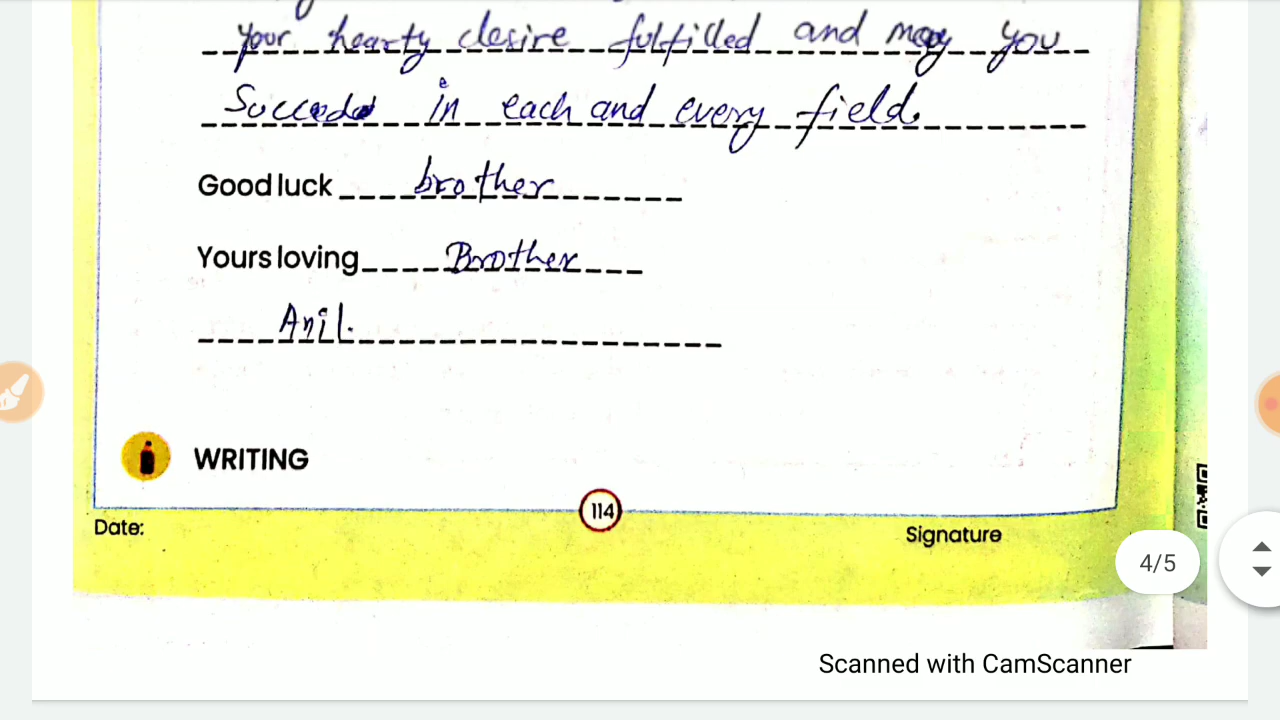 your hearty desire fulfilled and may you
Succeed in each and every field.
Good luck brother
Yours loving Brother
Anil.
WRITING
114
Date:
Signature
4/5
Scanned with CamScanner